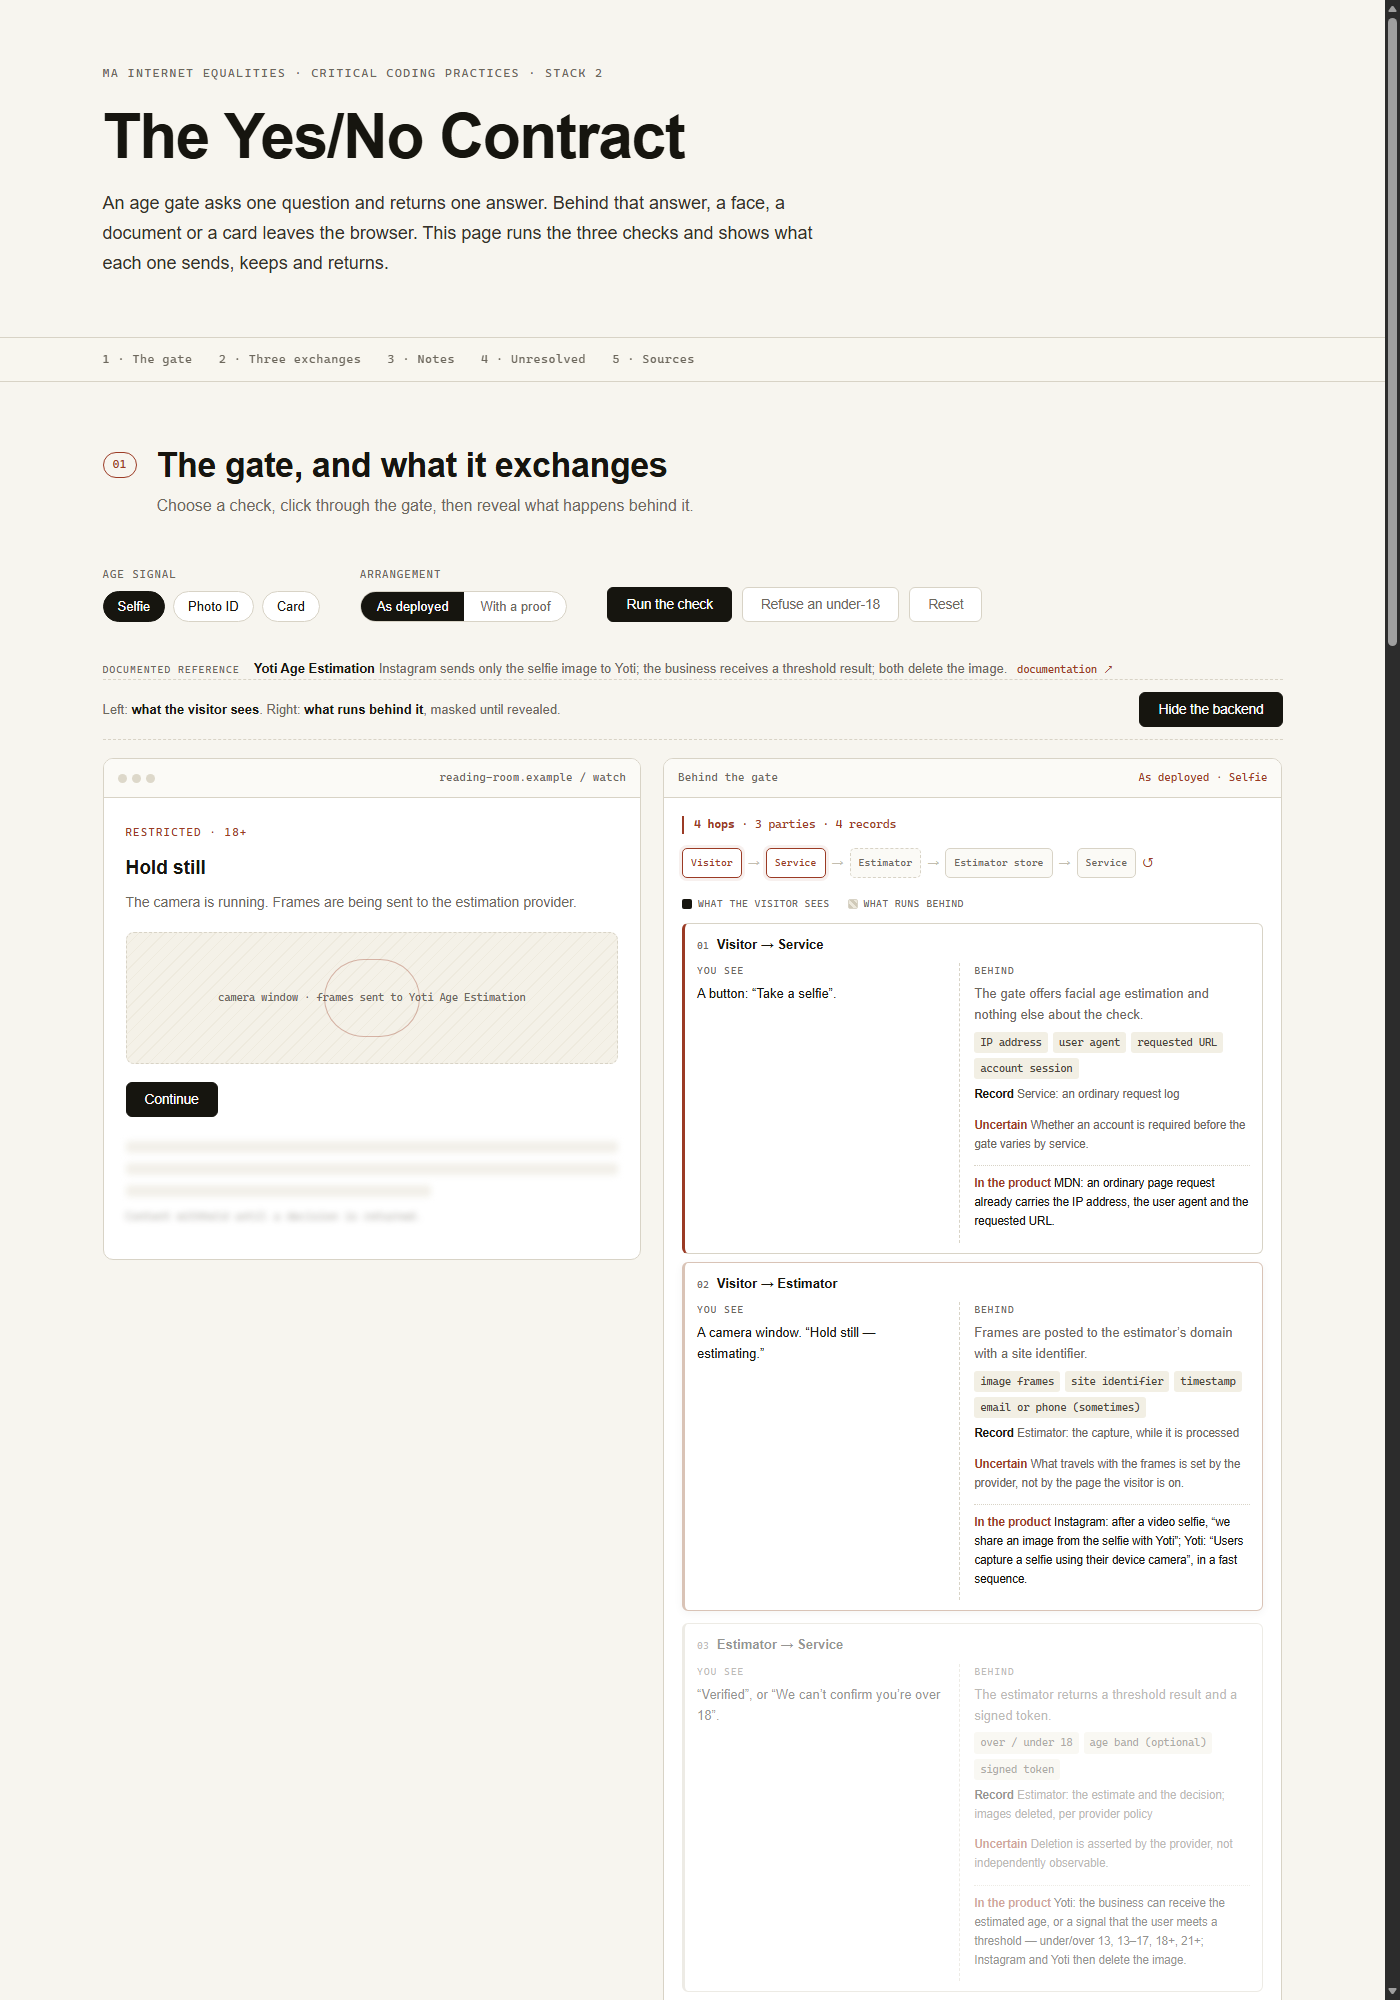 MA INTERNET EQUALITIES · CRITICAL CODING PRACTICES · STACK 2
The Yes/No Contract
An age gate asks one question and returns one answer. Behind that answer, a face, a
document or a card leaves the browser. This page runs the three checks and shows what
each one sends, keeps and returns.
1 · The gate 2 · Three exchanges 3 · Notes 4 · Unresolved 5 · Sources
01 The gate, and what it exchanges
Choose a check, click through the gate, then reveal what happens behind it.
AGE SIGNAL ARRANGEMENT
Selfie Photo ID Card As deployed With a proof Run the check Refuse an under-18 Reset
DOCUMENTED REFERENCE Yoti Age Estimation Instagram sends only the selfie image to Yoti; the business receives a threshold result; both delete the image. documentation ↗
Left: what the visitor sees. Right: what runs behind it, masked until revealed. Hide the backend
reading-room.example / watch
RESTRICTED · 18+
Hold still
The camera is running. Frames are being sent to the estimation provider.
camera window · frames sent to Yoti Age Estimation
Continue
Behind the gate As deployed · Selfie
4 hops · 3 parties · 4 records
Visitor → Service → Estimator → Estimator store → Service ↺
WHAT THE VISITOR SEES WHAT RUNS BEHIND
01 Visitor → Service
YOU SEE
A button: “Take a selfie”.
BEHIND
The gate offers facial age estimation and
nothing else about the check.
IP address user agent requested URL
account session
Record Service: an ordinary request log
Uncertain Whether an account is required before the
gate varies by service.
In the product MDN: an ordinary page request
already carries the IP address, the user agent and the
requested URL.
02 Visitor → Estimator
YOU SEE
A camera window. “Hold still —
estimating.”
BEHIND
Frames are posted to the estimator’s domain
with a site identifier.
image frames site identifier timestamp
email or phone (sometimes)
Record Estimator: the capture, while it is processed
Uncertain What travels with the frames is set by the
provider, not by the page the visitor is on.
In the product Instagram: after a video selfie, “we
share an image from the selfie with Yoti”; Yoti: “Users
capture a selfie using their device camera”, in a fast
sequence.
03 Estimator → Service
YOU SEE
“Verified”, or “We can’t confirm you’re over
18”.
BEHIND
The estimator returns a threshold result and a
signed token.
over / under 18 age band (optional)
signed token
Record Estimator: the estimate and the decision;
images deleted, per provider policy
Uncertain Deletion is asserted by the provider, not
independently observable.
In the product Yoti: the business can receive the
estimated age, or a signal that the user meets a
threshold — under/over 13, 13–17, 18+, 21+;
Instagram and Yoti then delete the image.